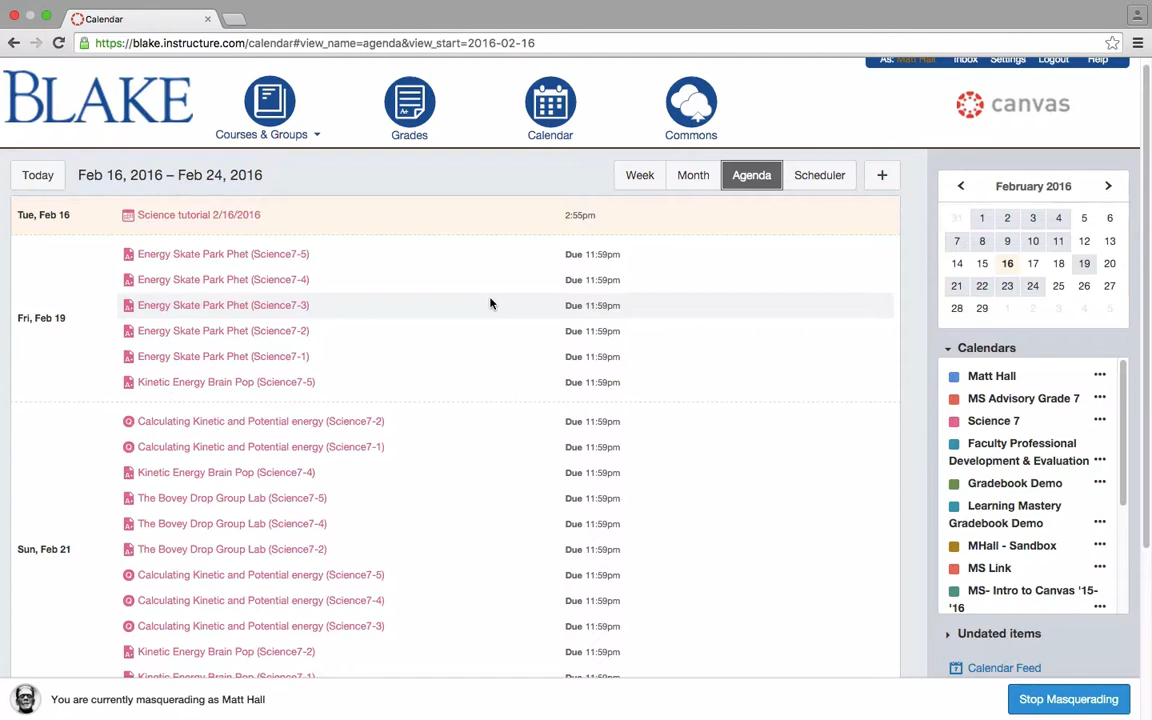 Calendar
https://blake.instructure.com/calendar#view_name=agenda&view_start=2016-02-16
As: Matt Hall Inbox Settings Logout Help
BLAKE
Courses & Groups
Grades
Calendar
Commons
canvas
Today
Feb 16, 2016 – Feb 24, 2016
Week Month Agenda Scheduler +
Tue, Feb 16
Science tutorial 2/16/2016 2:55pm
Fri, Feb 19
Energy Skate Park Phet (Science7-5) Due 11:59pm
Energy Skate Park Phet (Science7-4) Due 11:59pm
Energy Skate Park Phet (Science7-3) Due 11:59pm
Energy Skate Park Phet (Science7-2) Due 11:59pm
Energy Skate Park Phet (Science7-1) Due 11:59pm
Kinetic Energy Brain Pop (Science7-5) Due 11:59pm
Sun, Feb 21
Calculating Kinetic and Potential energy (Science7-2) Due 11:59pm
Calculating Kinetic and Potential energy (Science7-1) Due 11:59pm
Kinetic Energy Brain Pop (Science7-4) Due 11:59pm
The Bovey Drop Group Lab (Science7-5) Due 11:59pm
The Bovey Drop Group Lab (Science7-4) Due 11:59pm
The Bovey Drop Group Lab (Science7-2) Due 11:59pm
Calculating Kinetic and Potential energy (Science7-5) Due 11:59pm
Calculating Kinetic and Potential energy (Science7-4) Due 11:59pm
Calculating Kinetic and Potential energy (Science7-3) Due 11:59pm
Kinetic Energy Brain Pop (Science7-2) Due 11:59pm
Kinetic Energy Brain Pop (Science7-1) Due 11:59pm
February 2016
31 1 2 3 4 5 6
7 8 9 10 11 12 13
14 15 16 17 18 19 20
21 22 23 24 25 26 27
28 29 1 2 3 4 5
Calendars
Matt Hall
MS Advisory Grade 7
Science 7
Faculty Professional
Development & Evaluation
Gradebook Demo
Learning Mastery
Gradebook Demo
MHall - Sandbox
MS Link
MS- Intro to Canvas '15-
'16
Undated items
7 Calendar Feed
You are currently masquerading as Matt Hall
Stop Masquerading